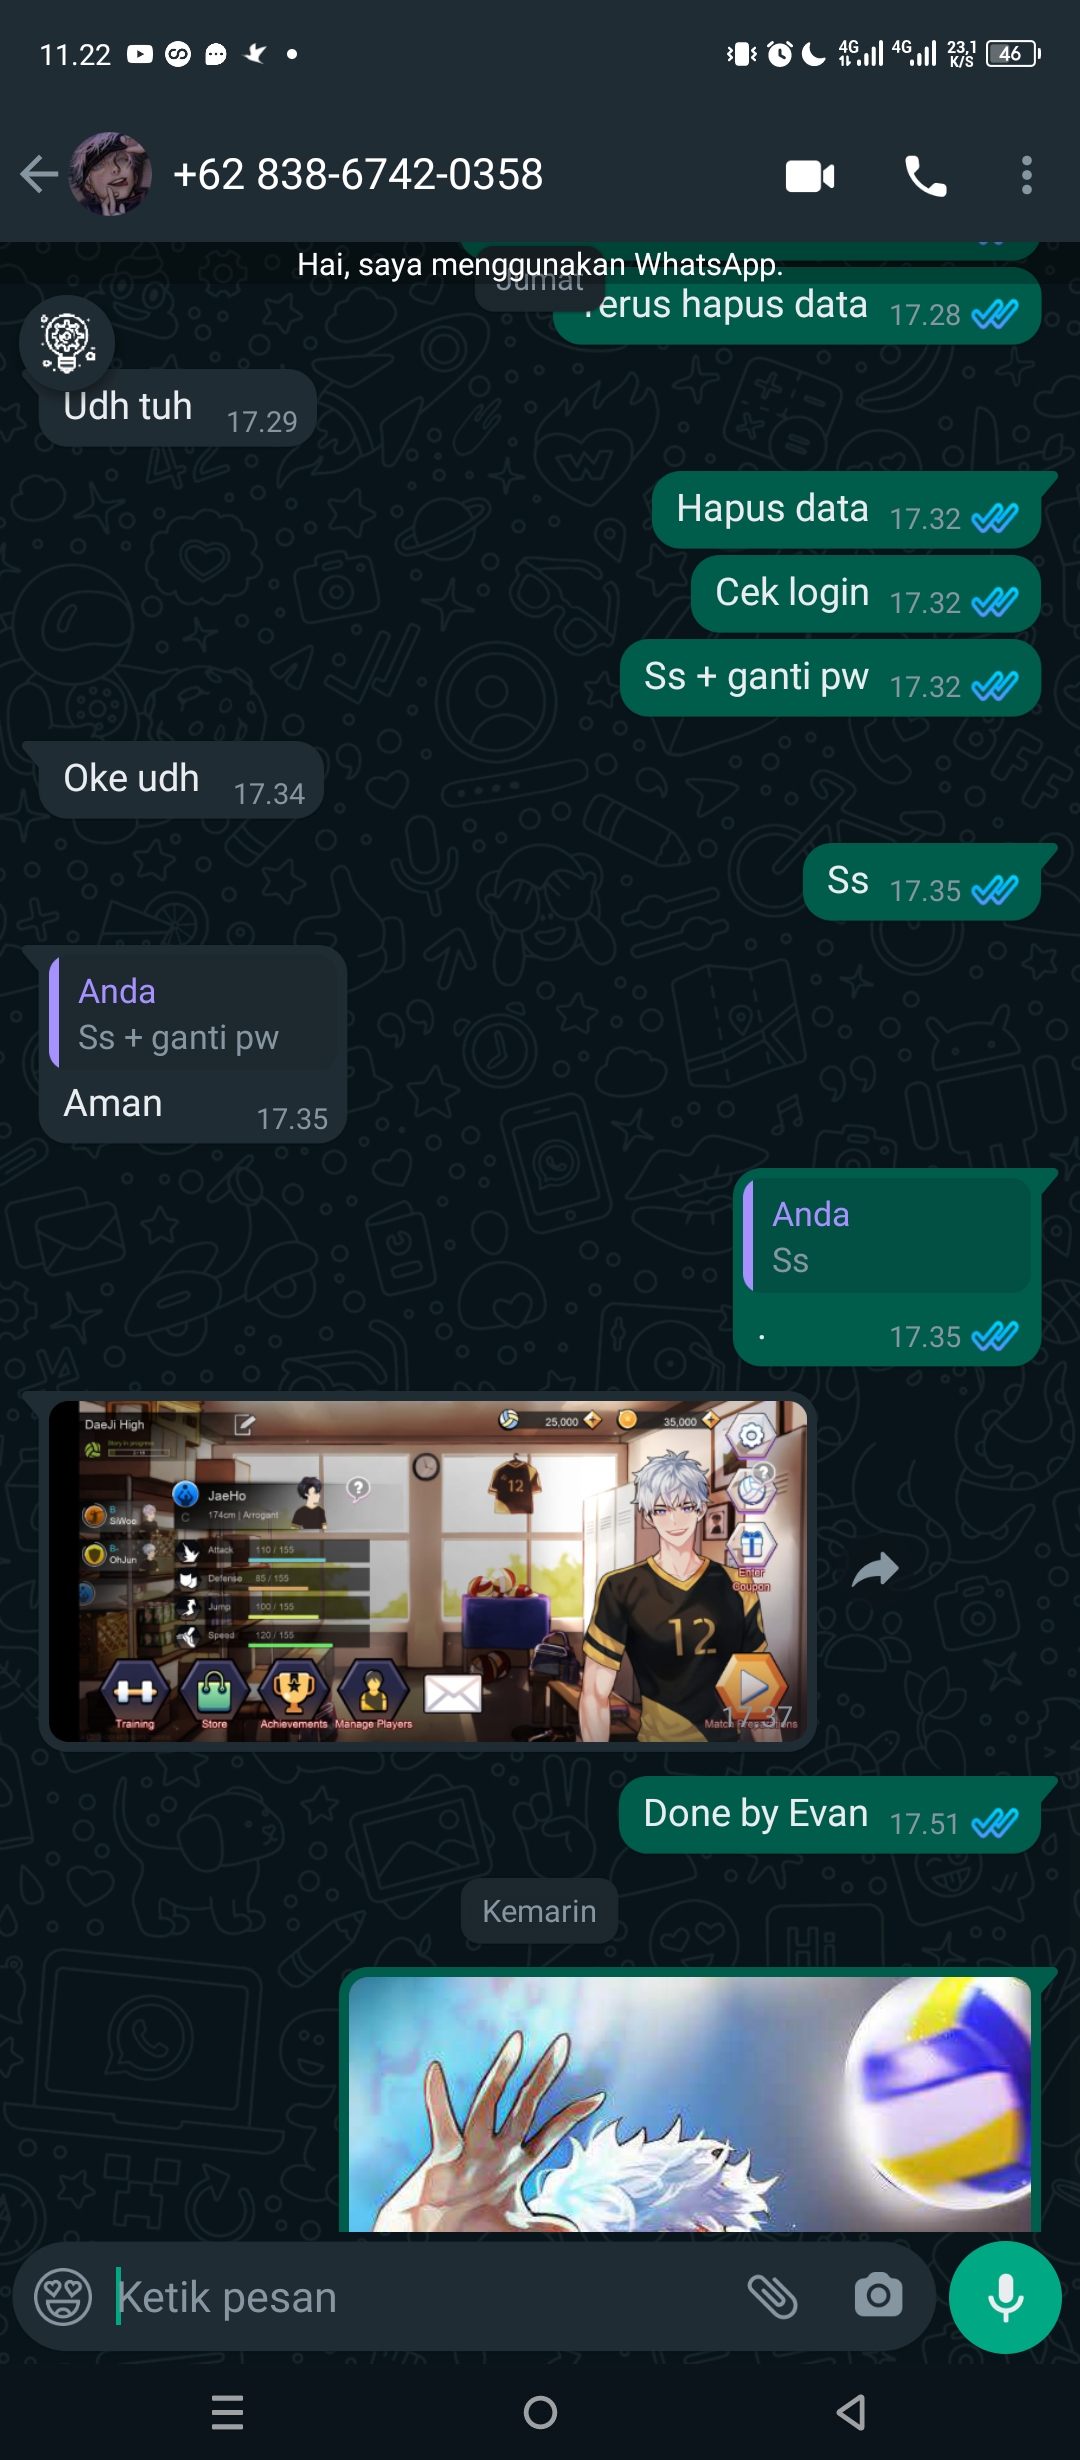 11.22
4G 4G 23,1 K/S 46
+62 838-6742-0358
Hai, saya menggunakan WhatsApp.
Jumat
Terus hapus data 17.28
Udh tuh 17.29
Hapus data 17.32
Cek login 17.32
Ss + ganti pw 17.32
Oke udh 17.34
Ss 17.35
Anda
Ss + ganti pw
Aman 17.35
Anda
Ss
. 17.35
DaeJi High
Story in progress
25,000
35,000
JaeHo
C 174cm | Arrogant
B
SiWoo
B-
OhJun
Attack 110 / 155
Defense 85 / 155
Jump 100 / 155
Speed 120 / 155
12
12
Enter
Coupon
Training
Store
Achievements
Manage Players
Match
17.37
Done by Evan 17.51
Kemarin
Ketik pesan